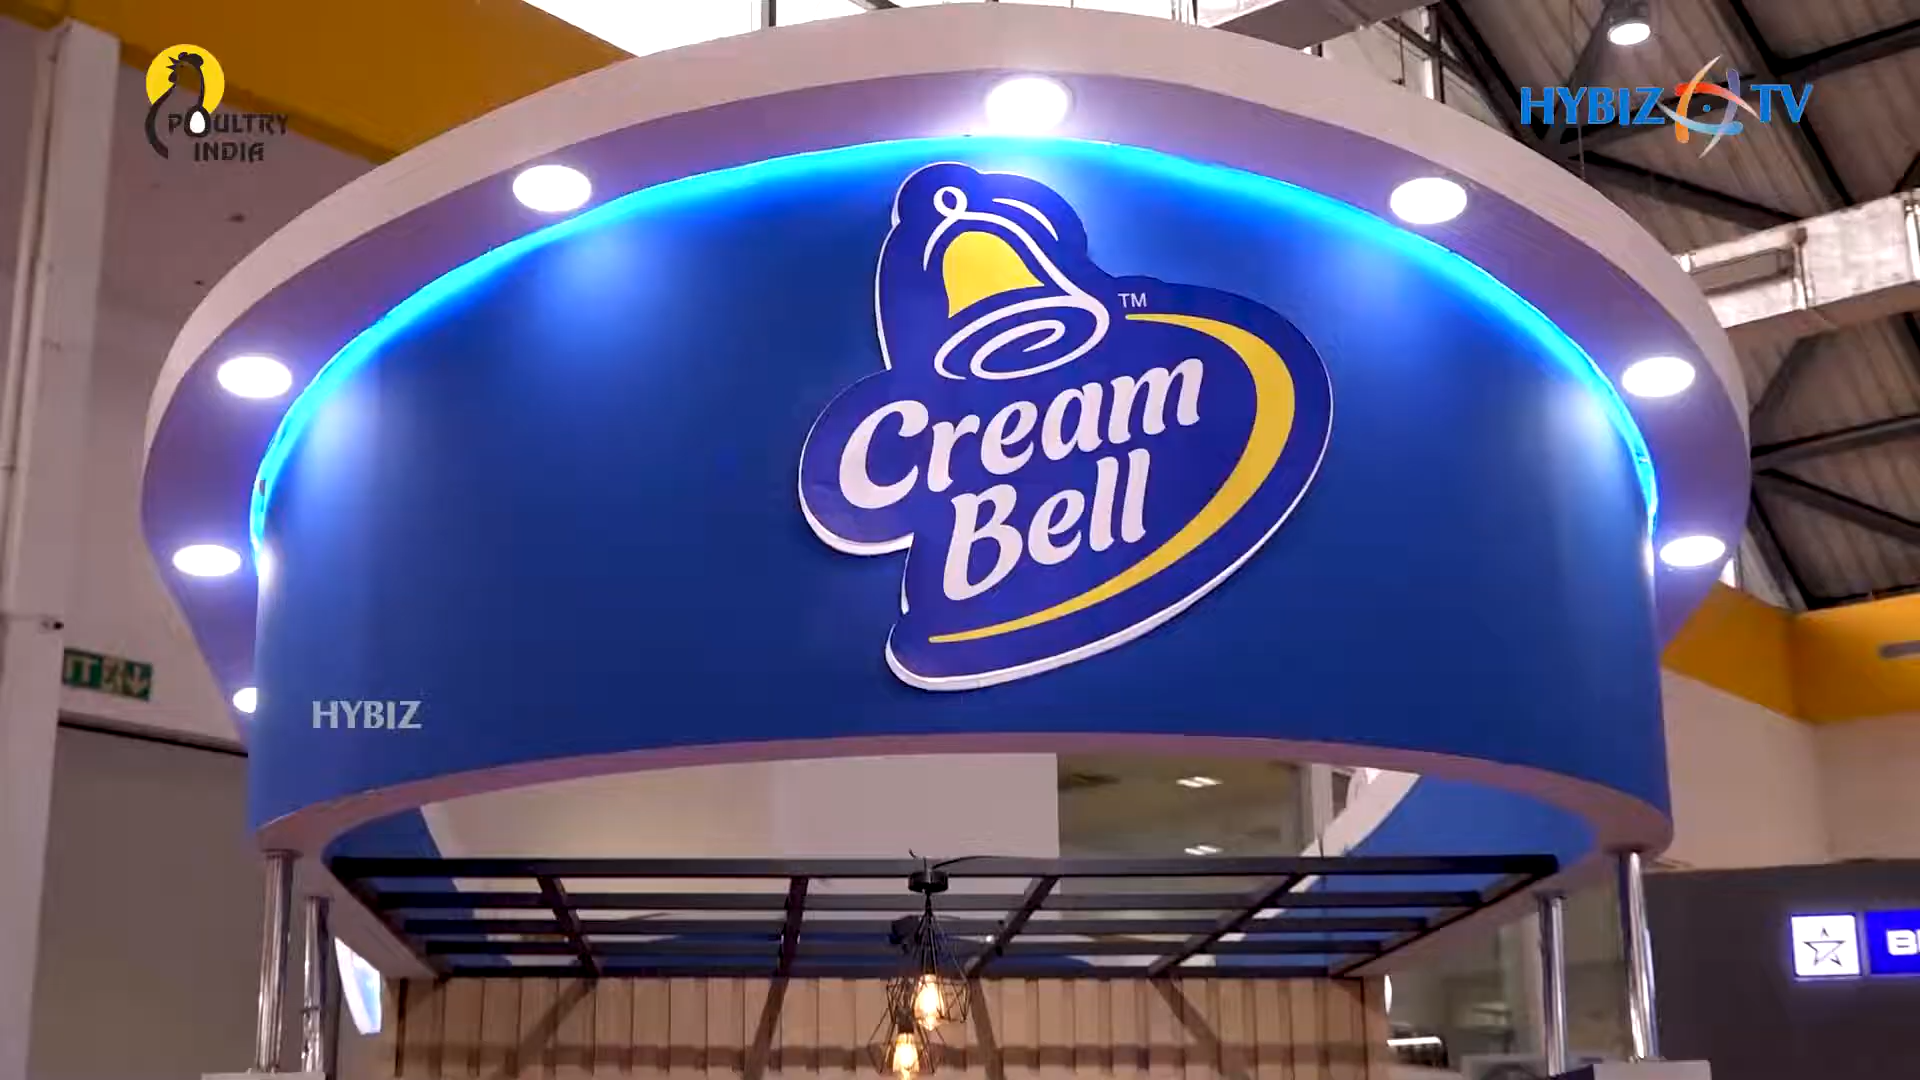 POULTRY
INDIA
HYBIZ TV
TM
Cream
Bell
HYBIZ